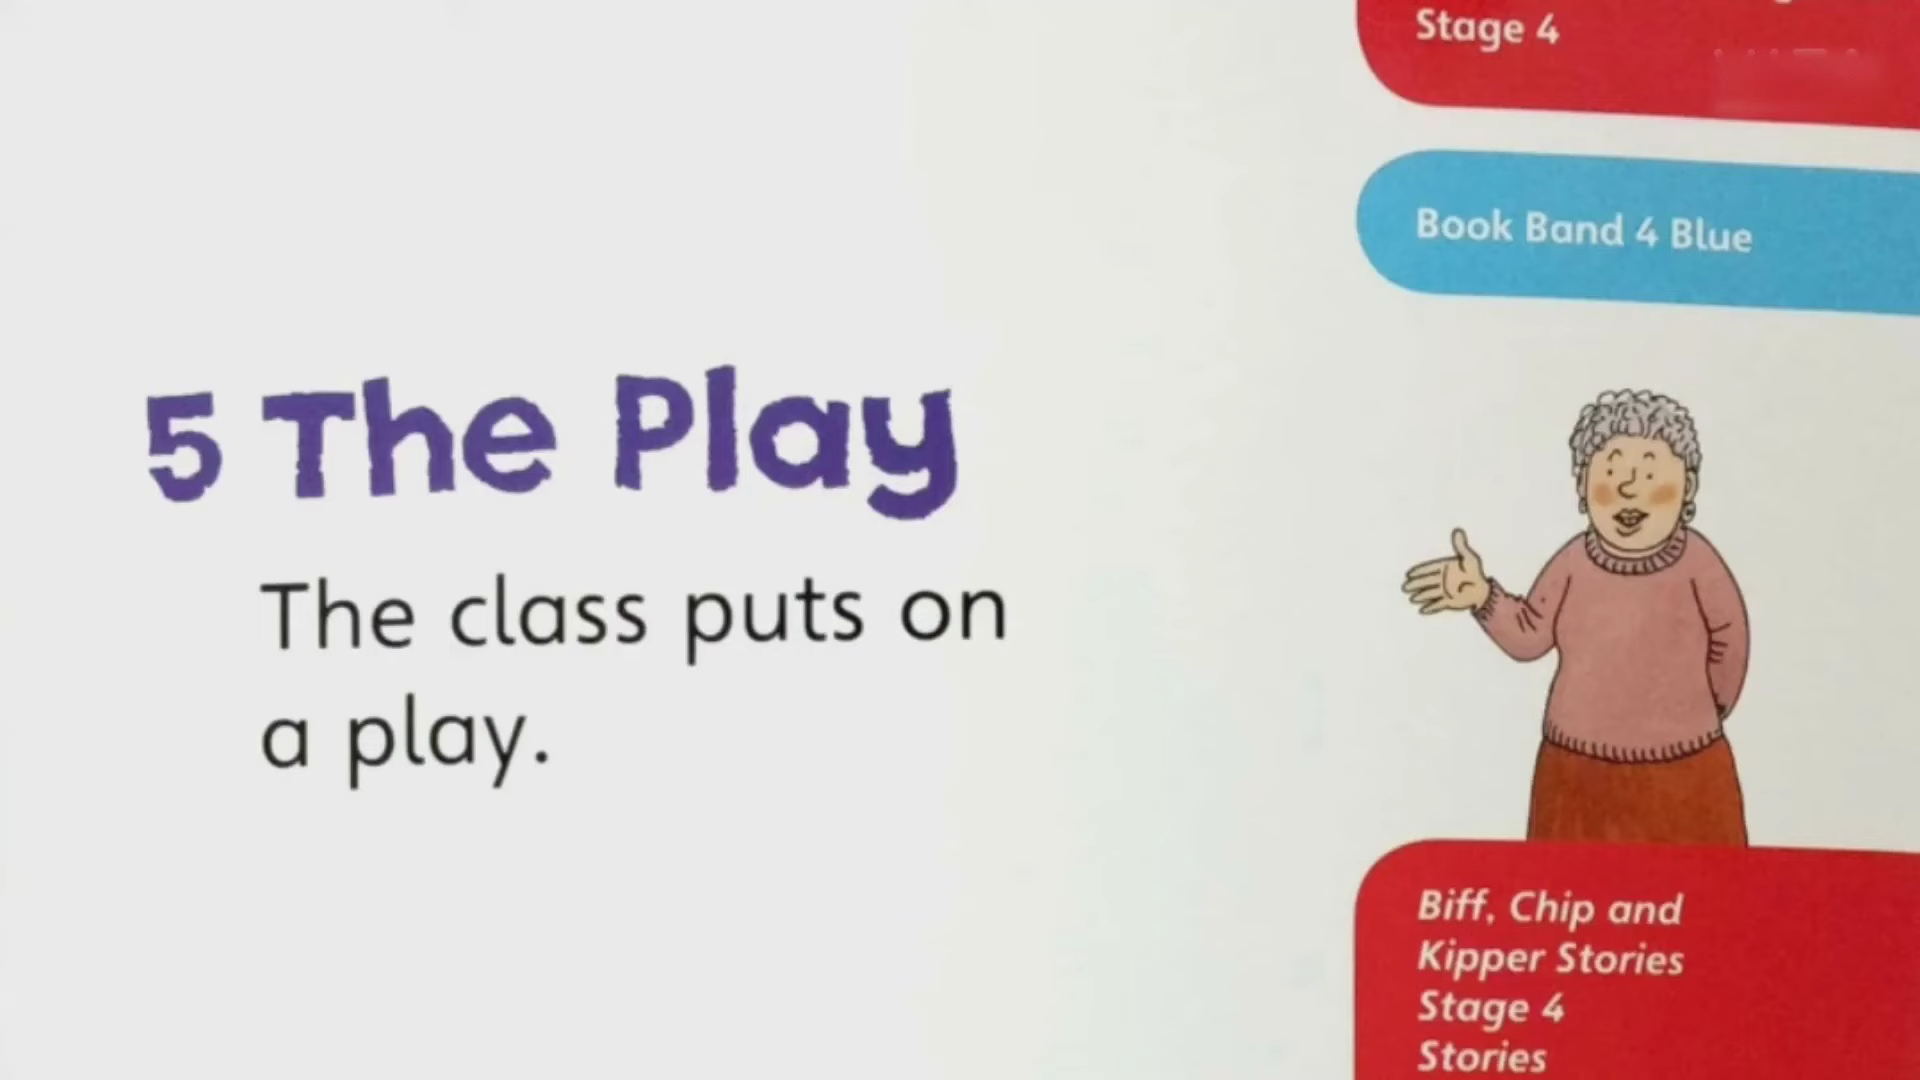 Stage 4
Book Band 4 Blue
5 The Play
The class puts on
a play.
Biff, Chip and
Kipper Stories
Stage 4
Stories